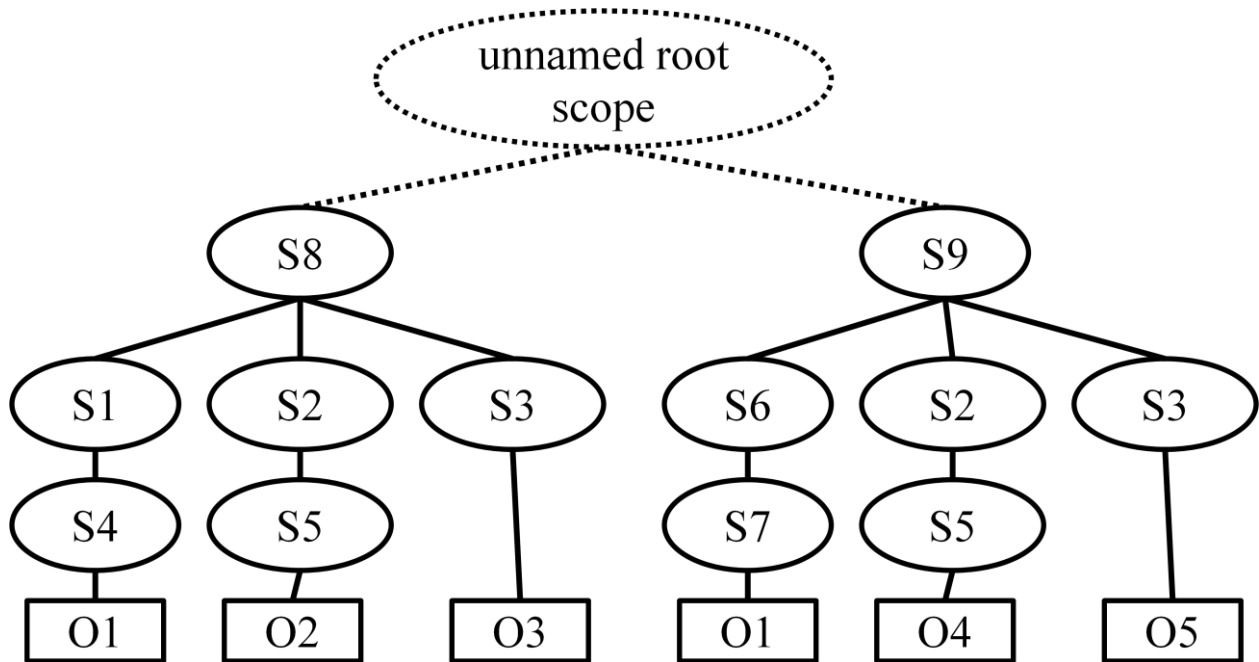 unnamed root
scope
S8 S9
S1 S2 S3 S6 S2 S3
S4 S5 S7 S5
O1 O2 O3 O1 O4 O5